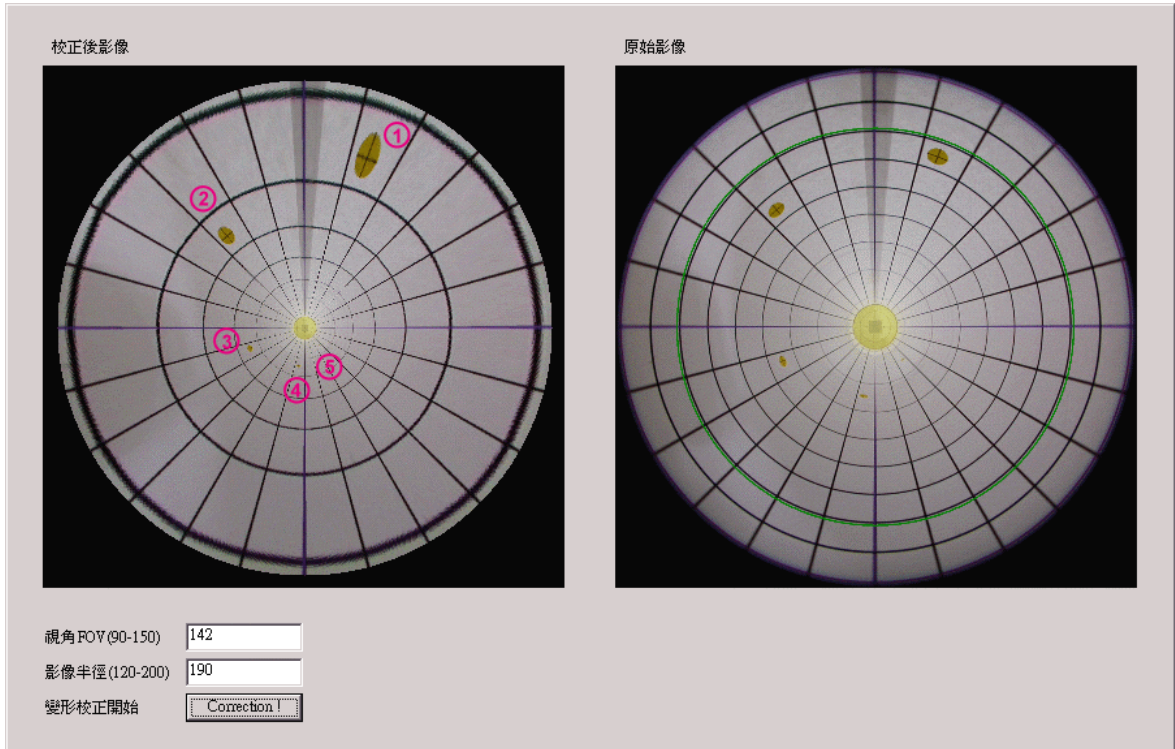 校正後影像
原始影像
①
②
③
⑤
④
視角FOV(90-150) 142
影像半徑(120-200) 190
變形校正開始 Correction !